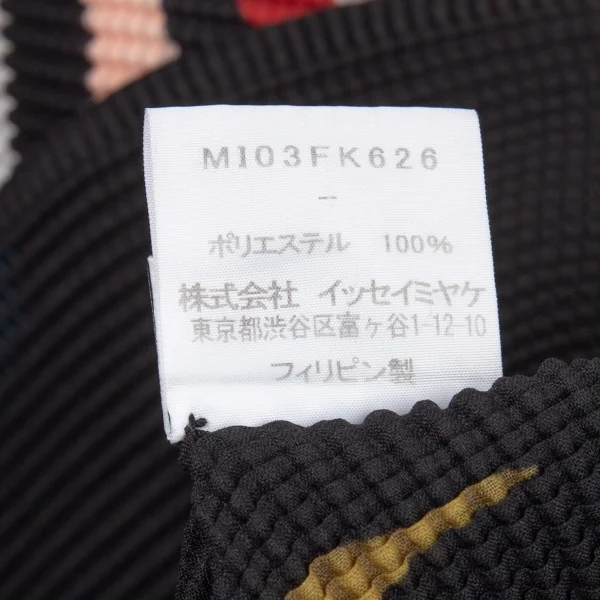 MI03FK626
—
ポリエステル 100%
株式会社 イッセイミヤケ
東京都渋谷区富ヶ谷1-12-10
フィリピン製